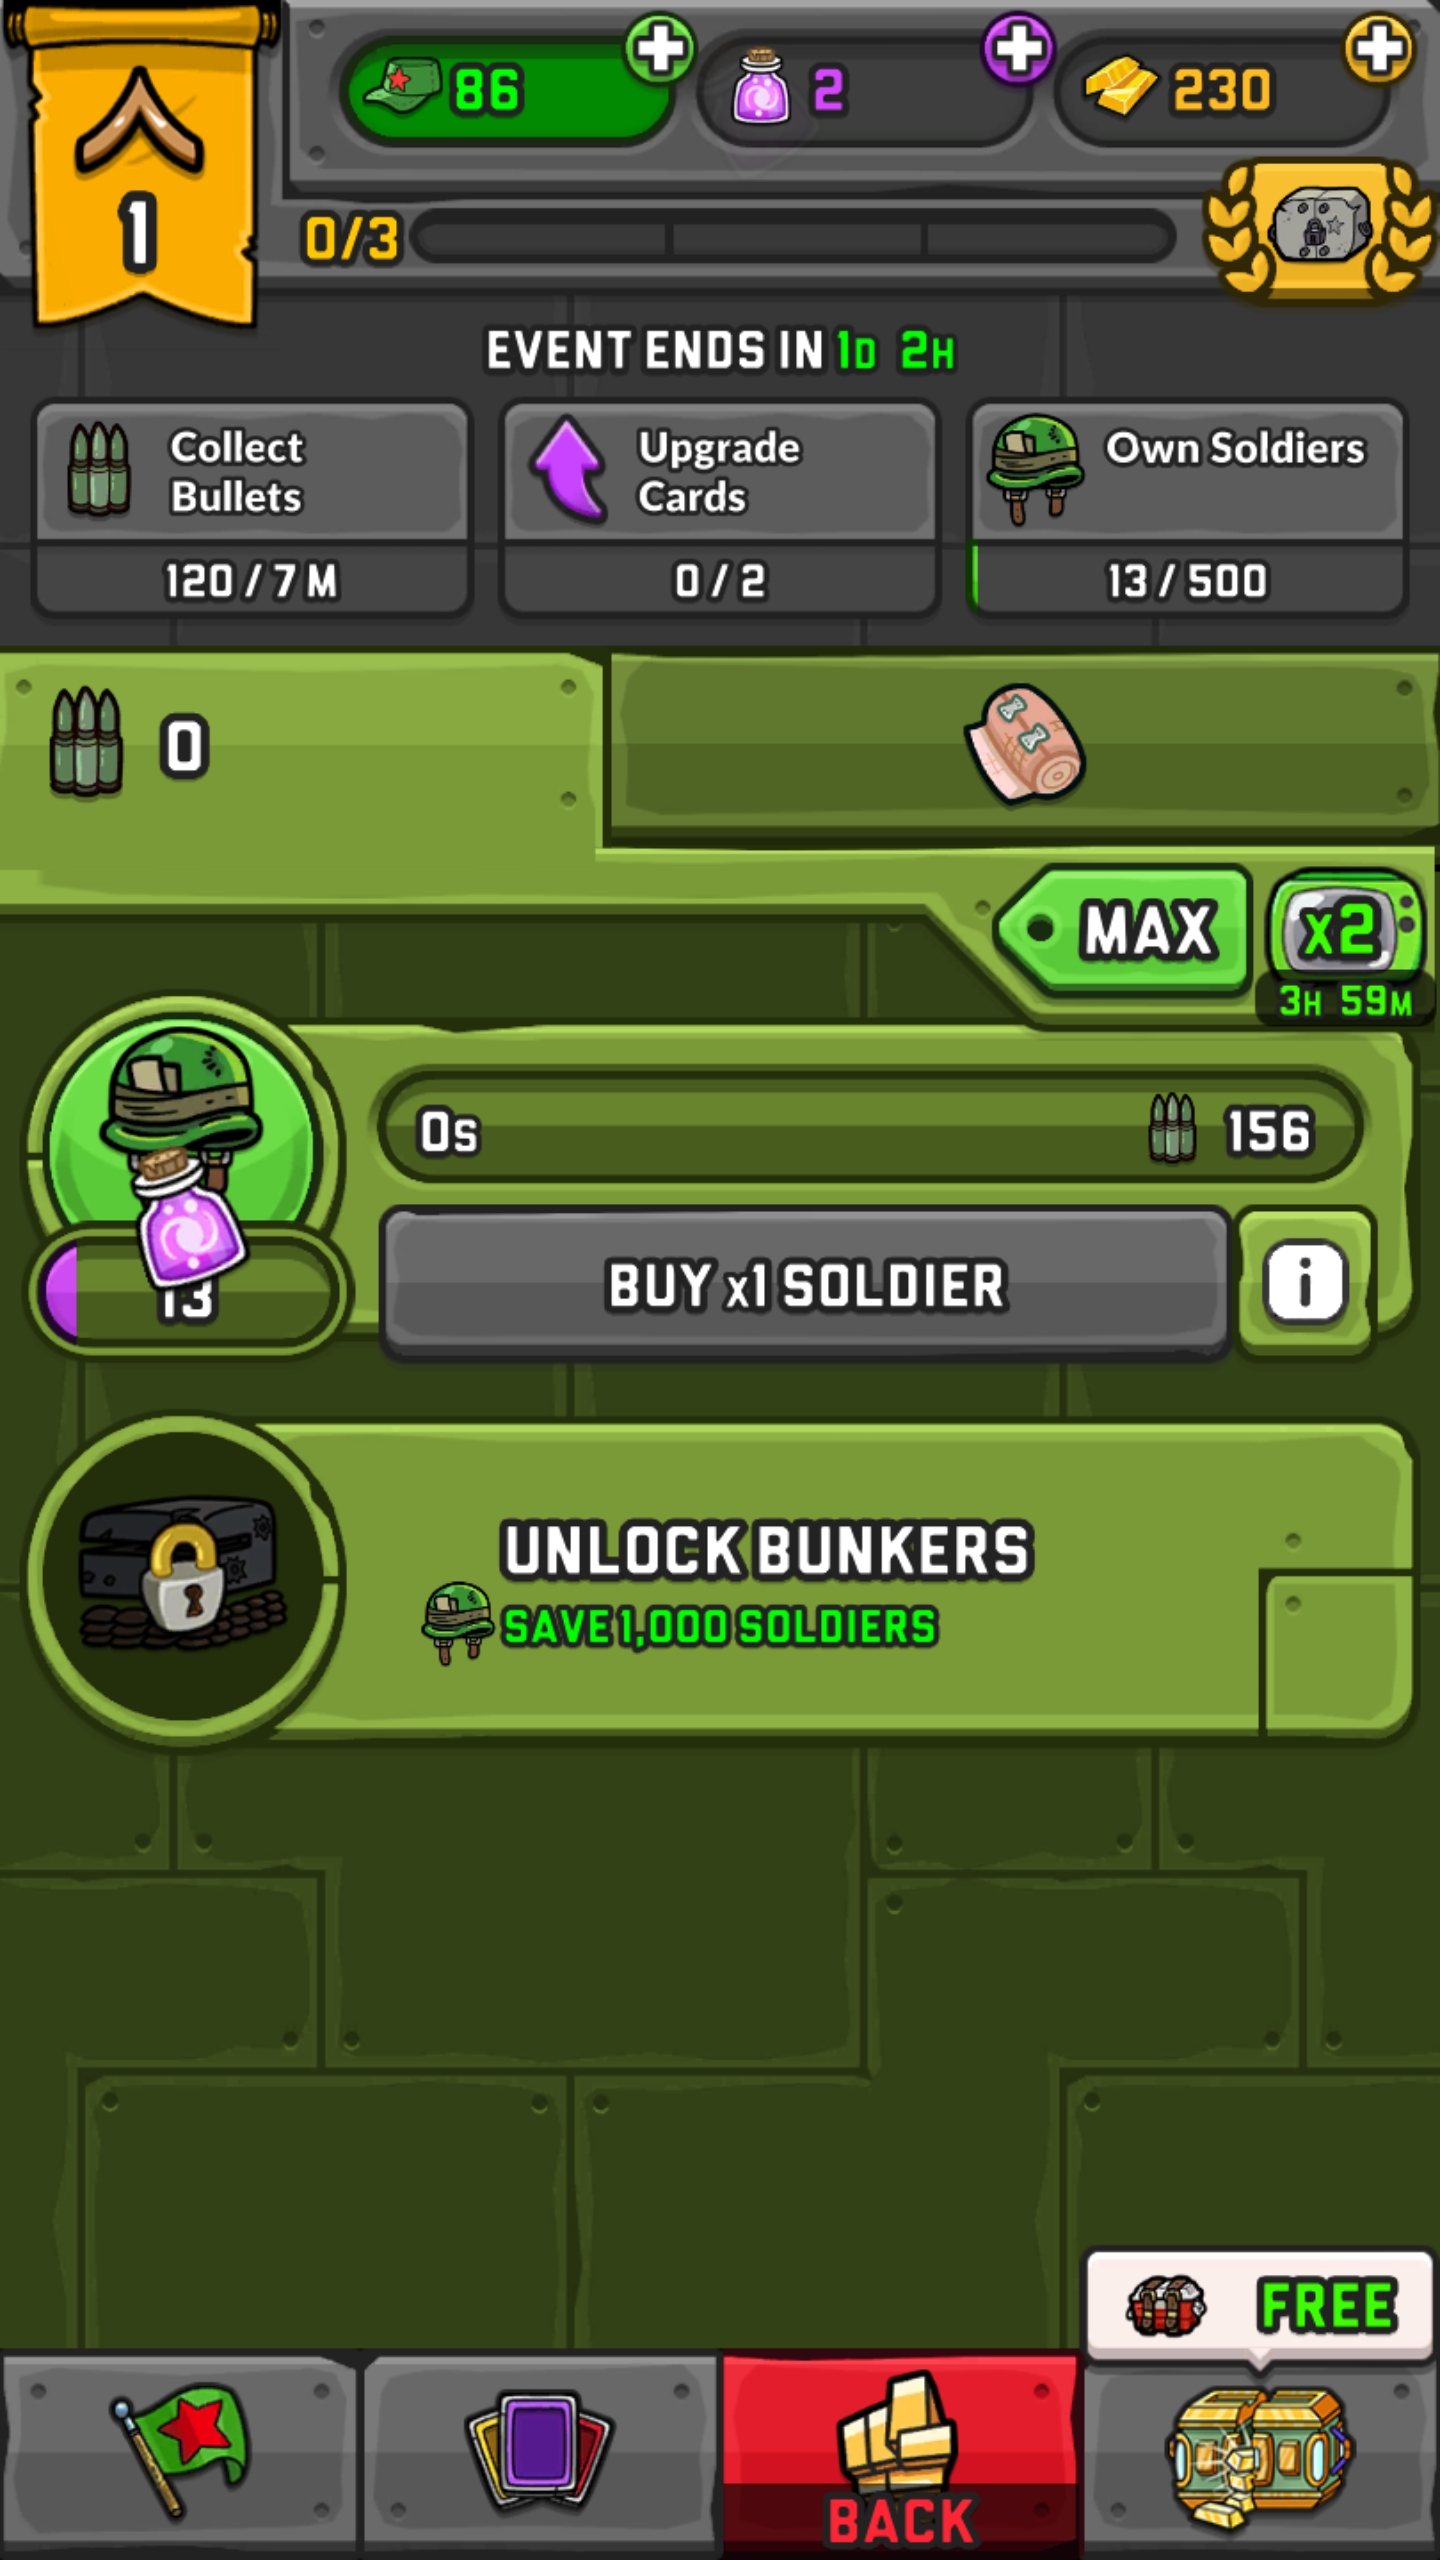 86
2
230
1
0/3
EVENT ENDS IN 1D 2H
Collect
Bullets
120 / 7 M
Upgrade
Cards
0 / 2
Own Soldiers
13 / 500
0
MAX
x2
3H 59M
0s
156
13
BUY x1 SOLDIER
i
UNLOCK BUNKERS
SAVE 1,000 SOLDIERS
FREE
BACK